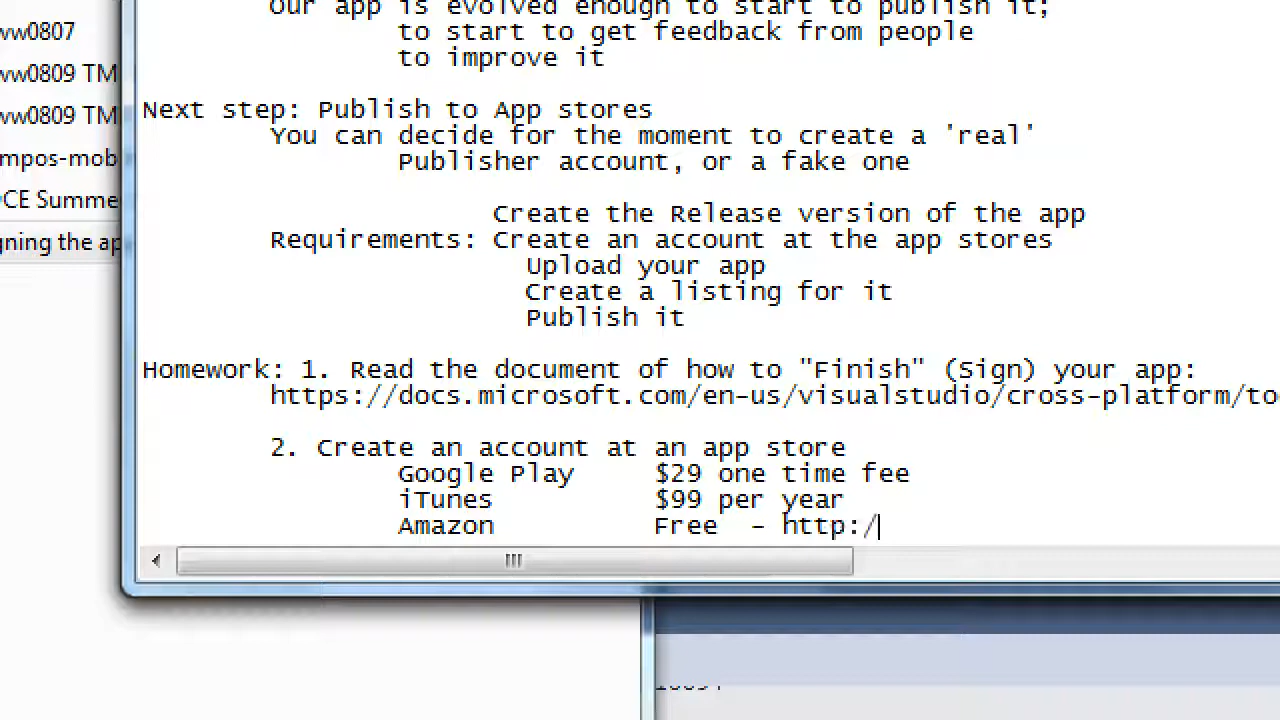 Our app is evolved enough to start to publish it;
to start to get feedback from people
to improve it
Next step: Publish to App stores
You can decide for the moment to create a 'real'
Publisher account, or a fake one
Create the Release version of the app
Requirements: Create an account at the app stores
Upload your app
Create a listing for it
Publish it
Homework: 1. Read the document of how to "Finish" (Sign) your app:
https://docs.microsoft.com/en-us/visualstudio/cross-platform/to
2. Create an account at an app store
Google Play $29 one time fee
iTunes $99 per year
Amazon Free - http:/
ww0807
ww0809 TM
ww0809 TM
mpos-mob
CE Summe
gning the ap